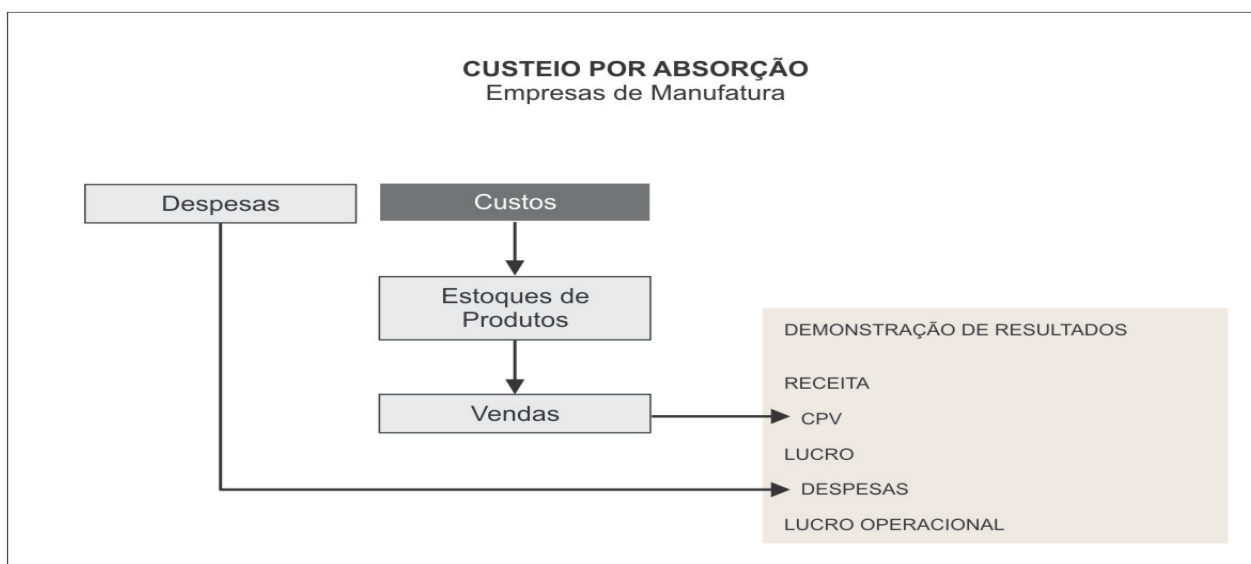 CUSTEIO POR ABSORÇÃO
Empresas de Manufatura
Despesas
Custos
Estoques de
Produtos
Vendas
DEMONSTRAÇÃO DE RESULTADOS
RECEITA
CPV
LUCRO
DESPESAS
LUCRO OPERACIONAL